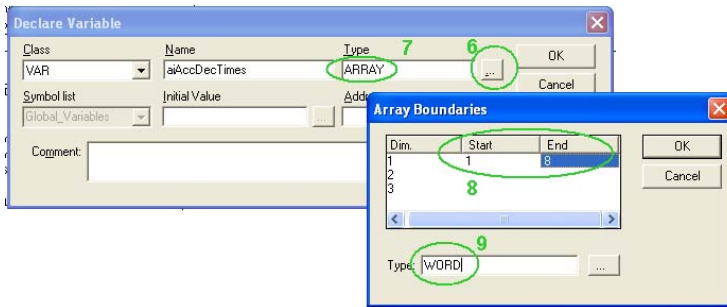 Declare Variable
Class Name Type 7 6
VAR aiAccDecTimes ARRAY ... OK
Cancel
Symbol list Initial Value
Global_Variables ...
Comment:
Array Boundaries
Dim. Start End OK
1 1 8
2 Cancel
3 8
9
Type: WORD ...